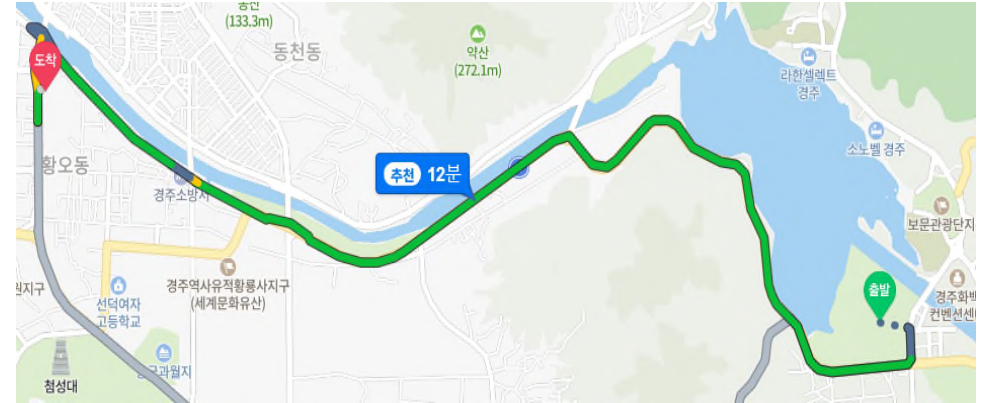 (133.3m)
동천동
약산
(272.1m)
라한셀렉트
경주
소노벨 경주
보문관광단지
도착
황오동
추천 12분
경주소방서
출발
경주화백
컨벤션센
경주역사유적황룡사지구
(세계문화유산)
선덕여자
고등학교
첨성대